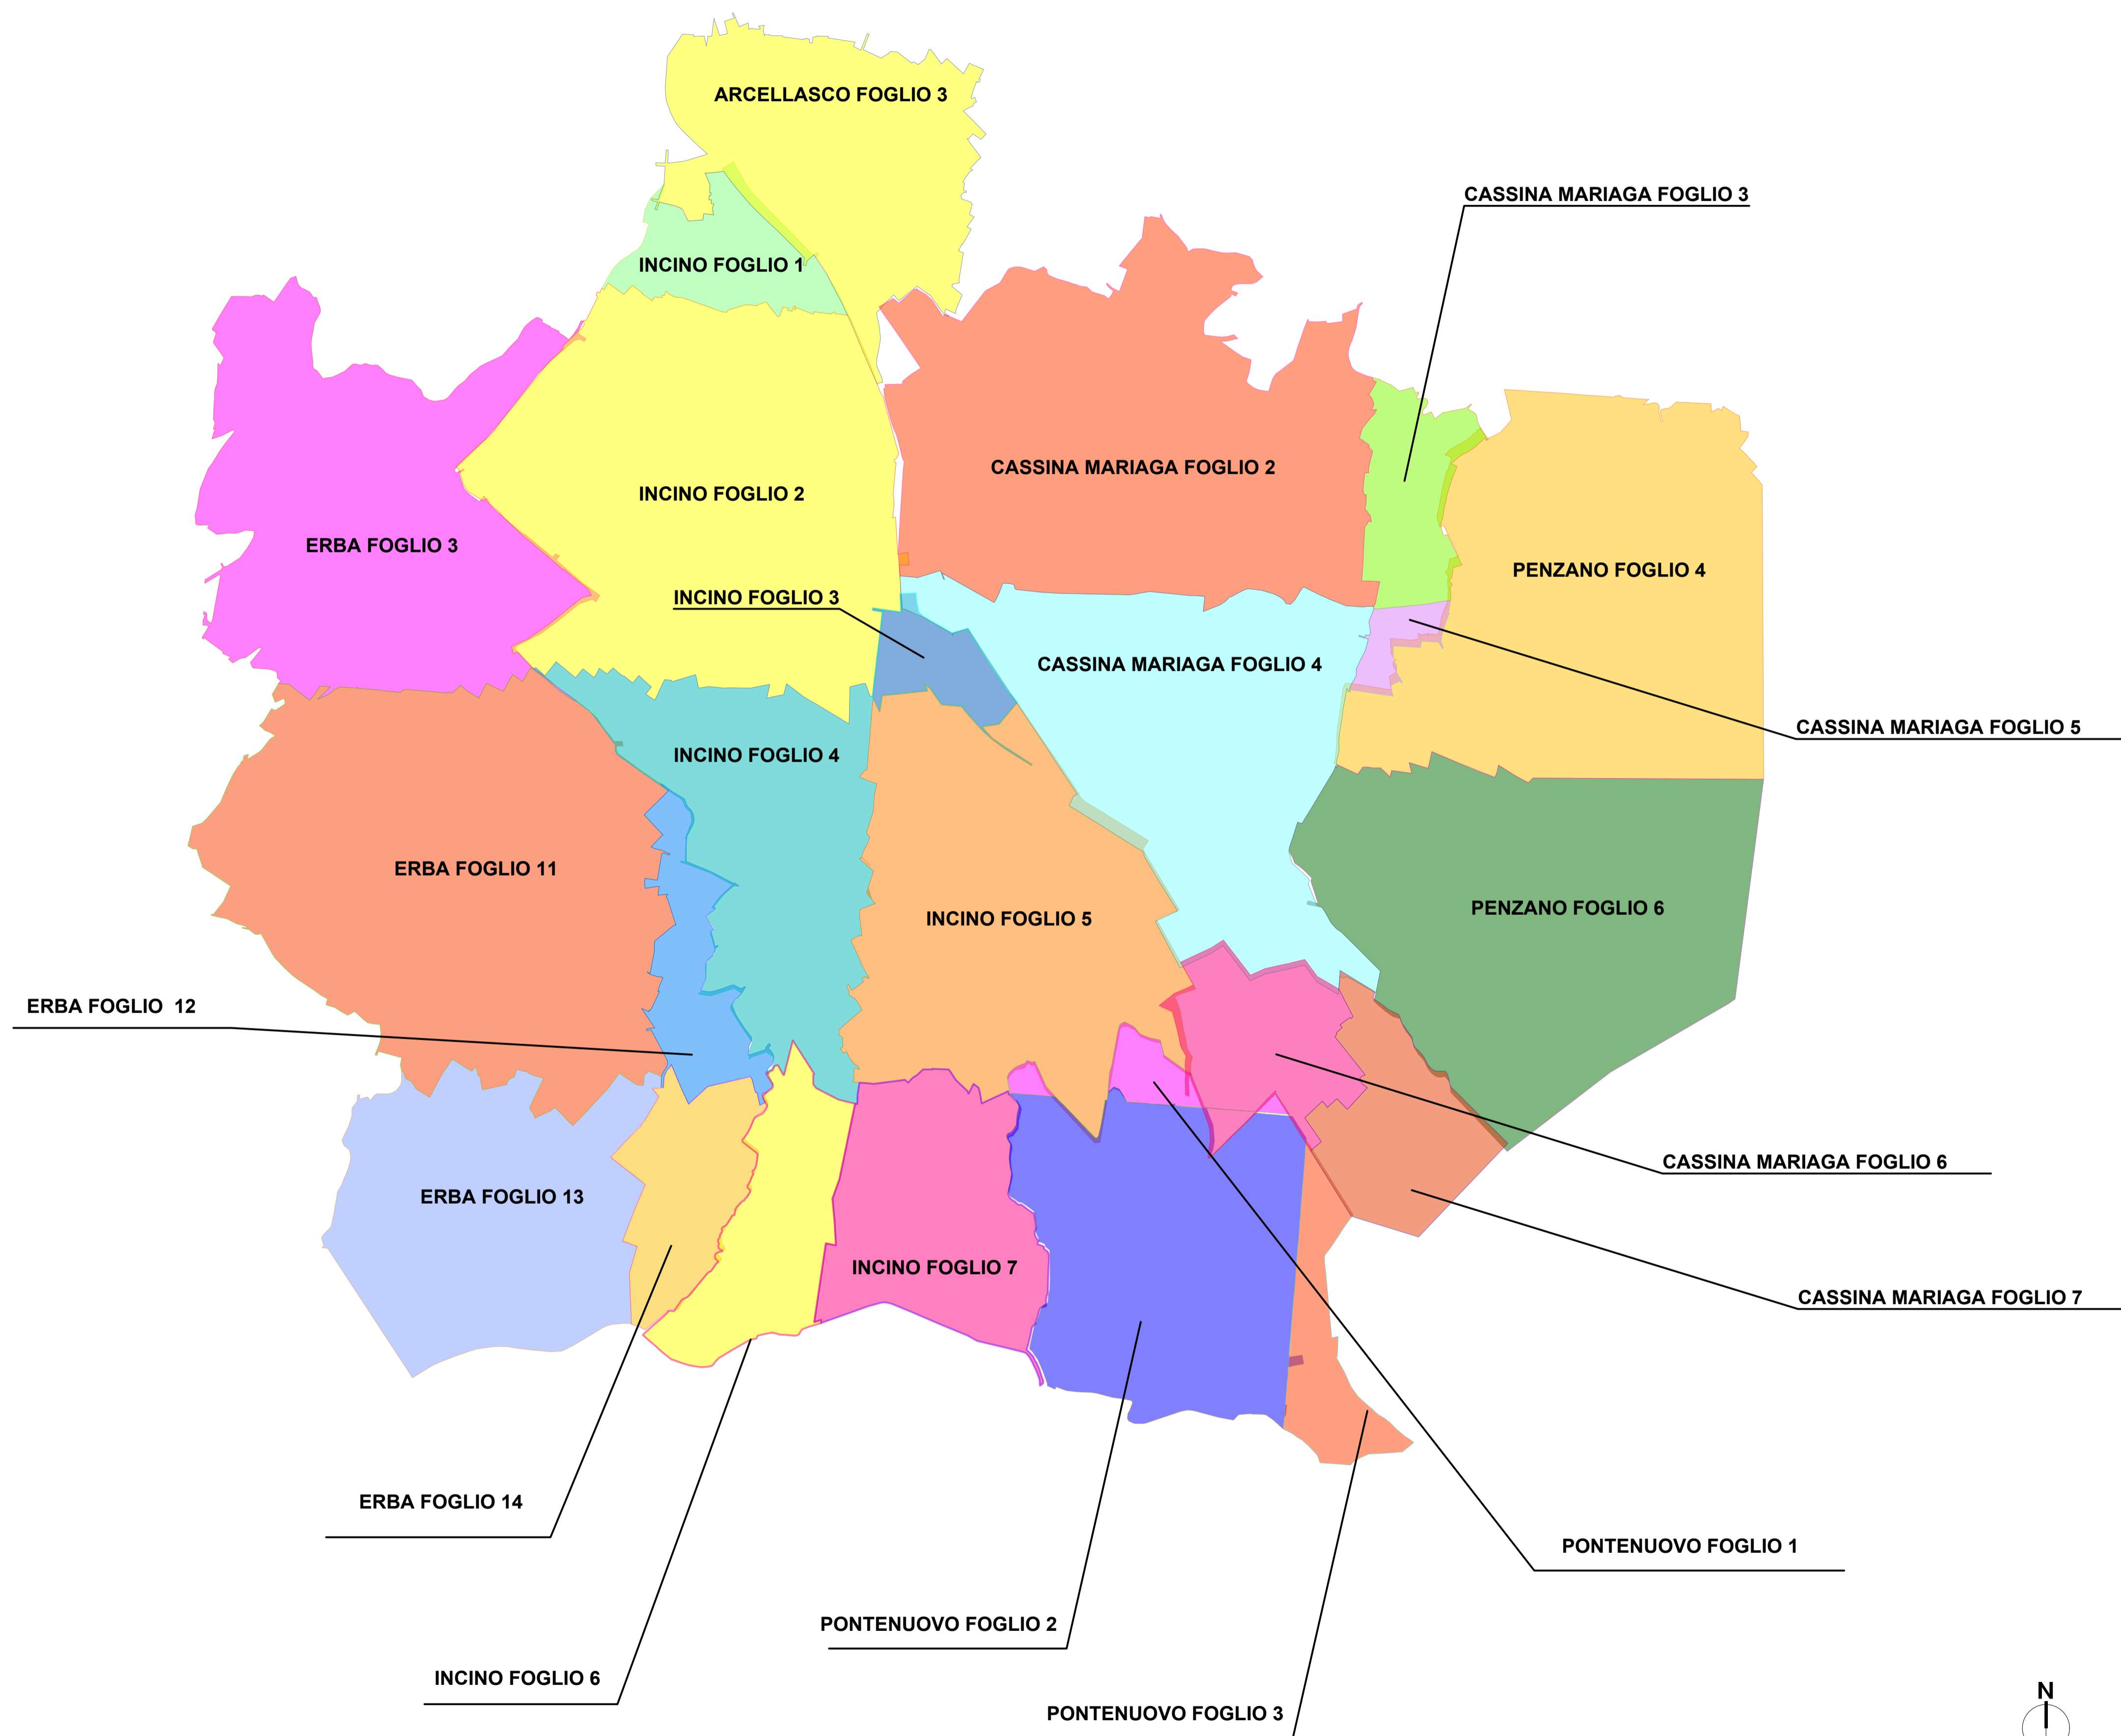 ARCELLASCO FOGLIO 3
CASSINA MARIAGA FOGLIO 3
INCINO FOGLIO 1
CASSINA MARIAGA FOGLIO 2
INCINO FOGLIO 2
ERBA FOGLIO 3
PENZANO FOGLIO 4
INCINO FOGLIO 3
CASSINA MARIAGA FOGLIO 4
CASSINA MARIAGA FOGLIO 5
INCINO FOGLIO 4
ERBA FOGLIO 11
PENZANO FOGLIO 6
INCINO FOGLIO 5
ERBA FOGLIO 12
CASSINA MARIAGA FOGLIO 6
ERBA FOGLIO 13
INCINO FOGLIO 7
CASSINA MARIAGA FOGLIO 7
ERBA FOGLIO 14
PONTENUOVO FOGLIO 1
PONTENUOVO FOGLIO 2
INCINO FOGLIO 6
N
PONTENUOVO FOGLIO 3